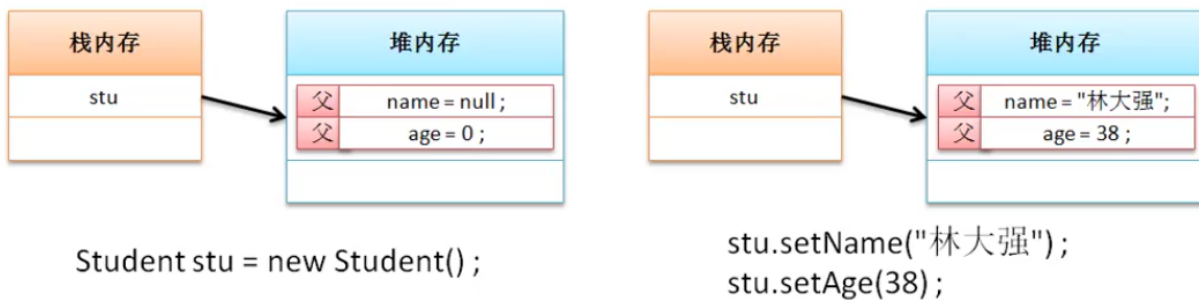 栈内存
堆内存
stu
父 name = null ;
父 age = 0 ;
Student stu = new Student() ;
栈内存
堆内存
stu
父 name = "林大强";
父 age = 38 ;
stu.setName("林大强") ;
stu.setAge(38) ;